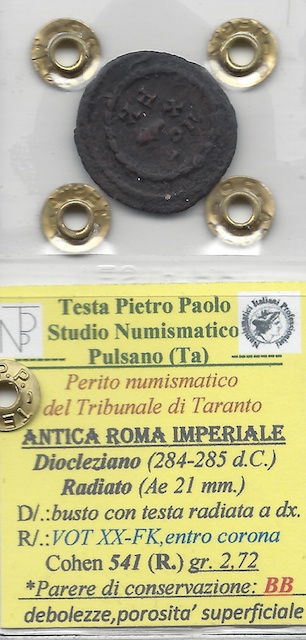 Testa Pietro Paolo
Studio Numismatico
Pulsano (Ta)
Perito numismatico
del Tribunale di Taranto
ANTICA ROMA IMPERIALE
Diocleziano (284-285 d.C.)
Radiato (Ae 21 mm.)
D/.:busto con testa radiata a dx.
R/.:VOT XX-FK,entro corona
Cohen 541 (R.) gr. 2,72
*Parere di conservazione: BB
debolezze,porosita' superficiale